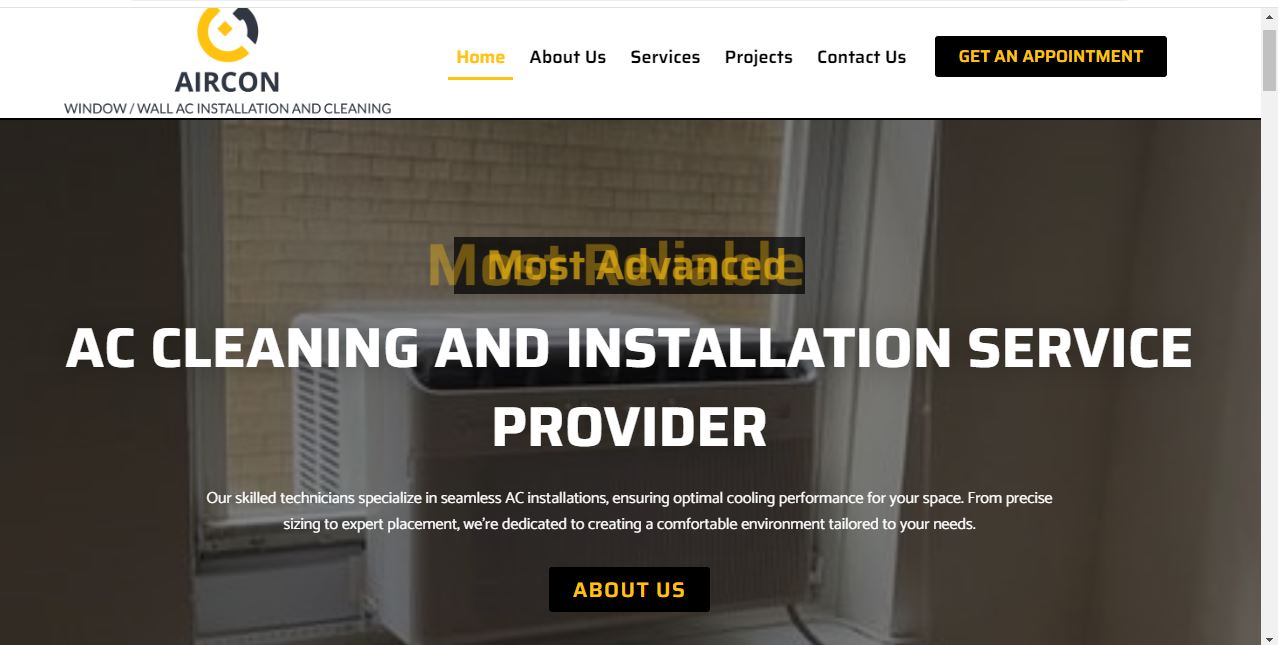 AIRCON
WINDOW / WALL AC INSTALLATION AND CLEANING
Home
About Us
Services
Projects
Contact Us
GET AN APPOINTMENT
Most Reliable
Most Advanced
AC CLEANING AND INSTALLATION SERVICE
PROVIDER
Our skilled technicians specialize in seamless AC installations, ensuring optimal cooling performance for your space. From precise
sizing to expert placement, we're dedicated to creating a comfortable environment tailored to your needs.
ABOUT US